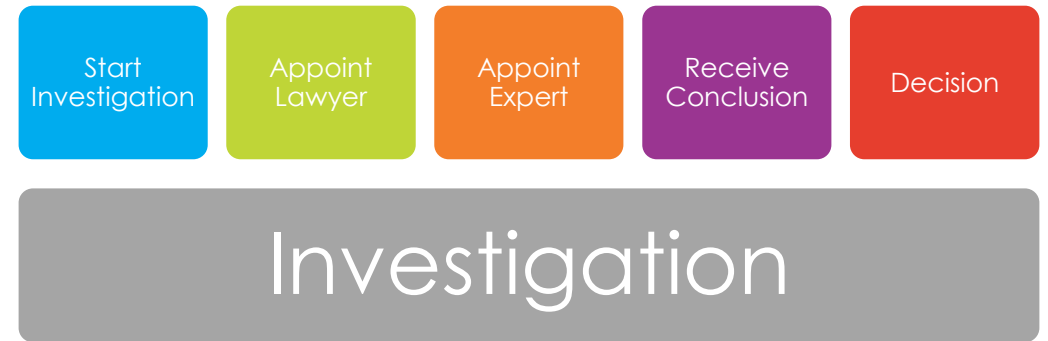 Start
Investigation
Appoint
Lawyer
Appoint
Expert
Receive
Conclusion
Decision
Investigation